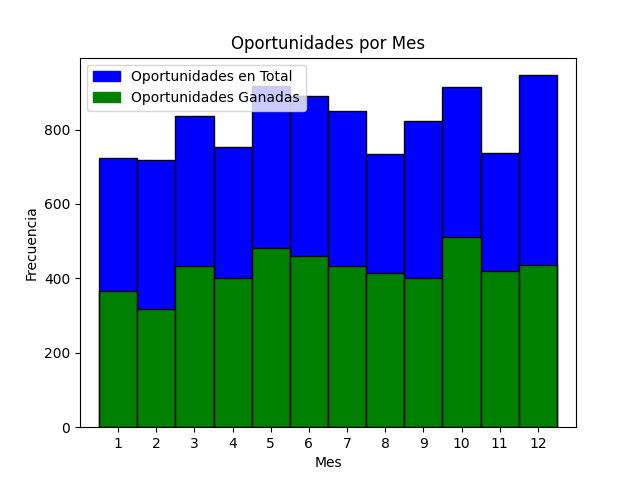 Oportunidades por Mes
Oportunidades en Total
Oportunidades Ganadas
800
600
400
200
0
Frecuencia
1 2 3 4 5 6 7 8 9 10 11 12
Mes